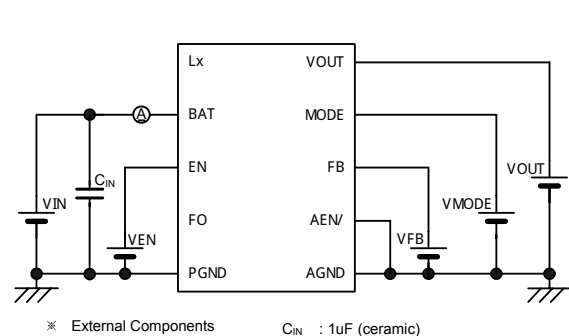 Lx
VOUT
A
BAT
MODE
EN
FB
VOUT
CIN
VIN
VMODE
FO
AEN/
VEN
VFB
PGND
AGND
※ External Components
CIN : 1uF (ceramic)